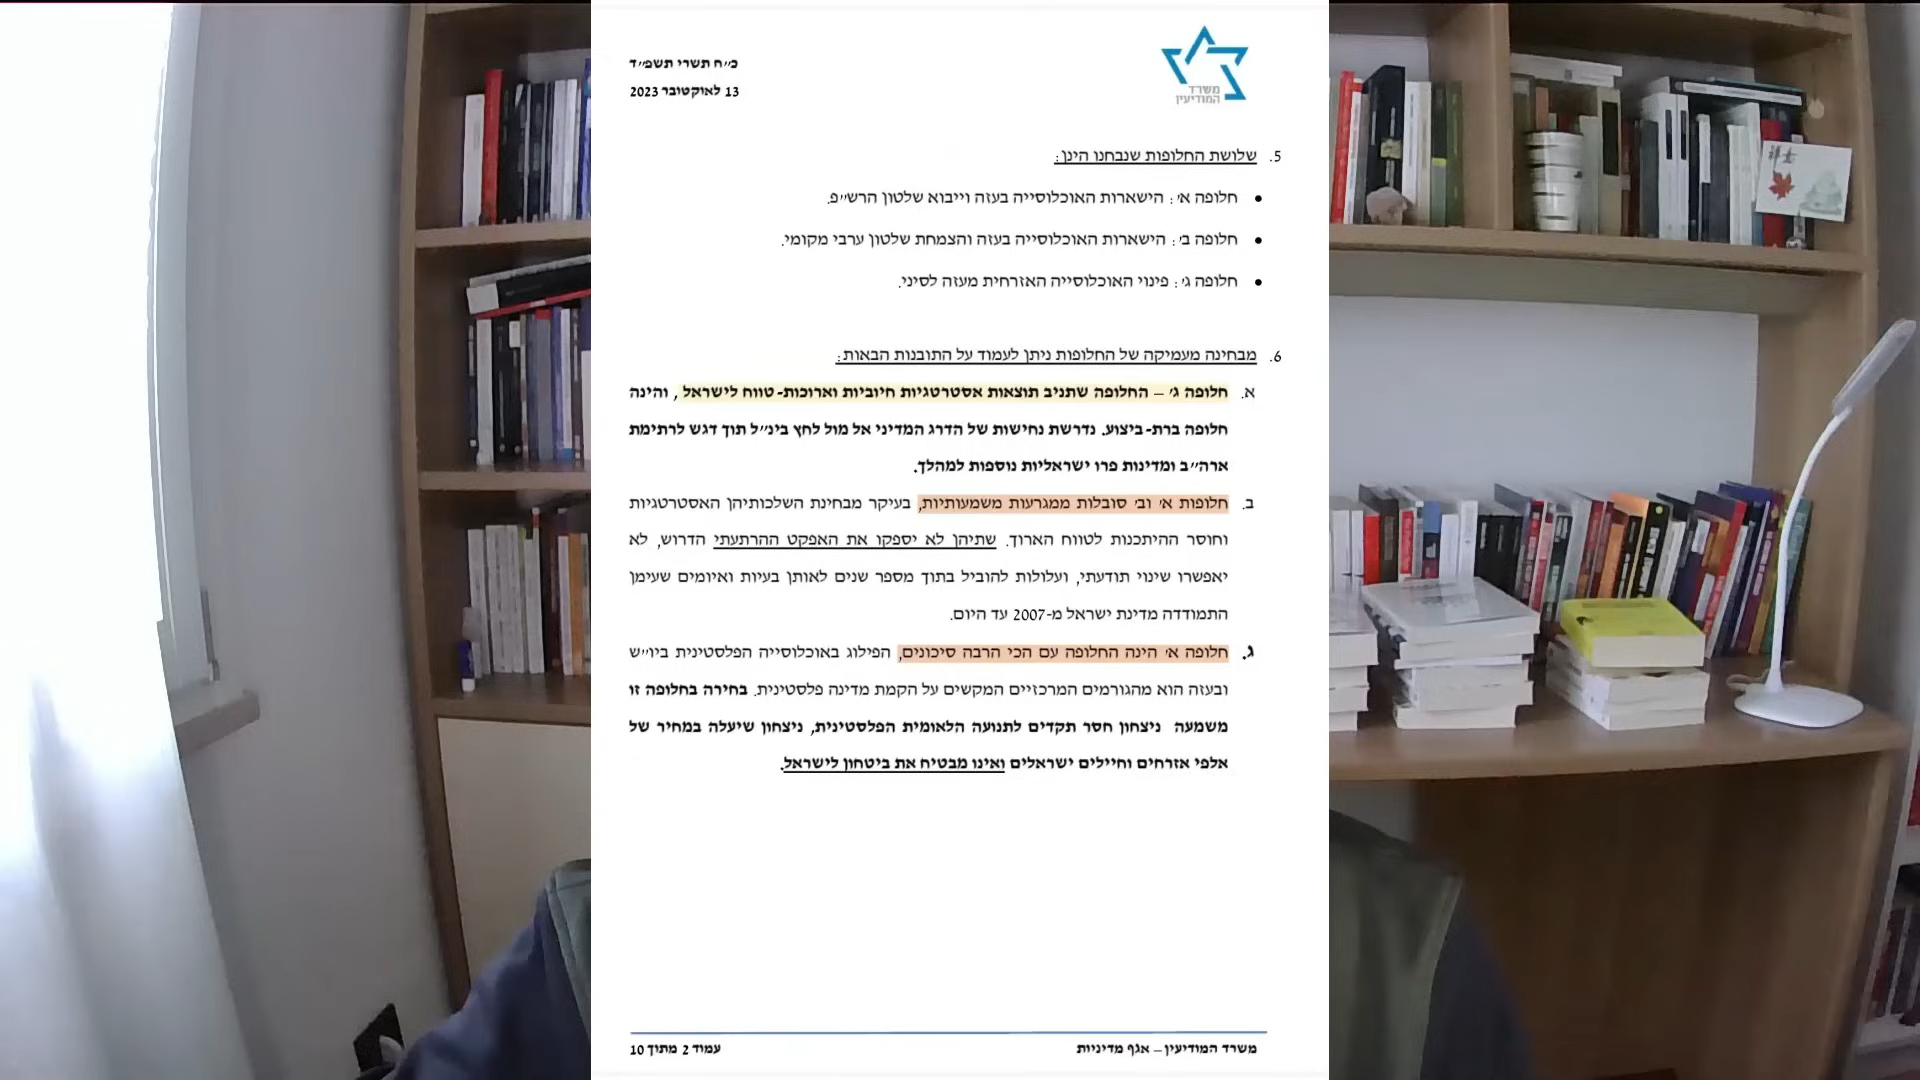 כ״ח תשרי תשפ״ד
13 לאוקטובר 2023
משרד
המודיעין
5. שלושת החלופות שנבחנו הינן:
• חלופה א׳: הישארות האוכלוסייה בעזה וייבוא שלטון הרש״פ.
• חלופה ב׳: הישארות האוכלוסייה בעזה והצמחת שלטון ערבי מקומי.
• חלופה ג׳: פינוי האוכלוסייה האזרחית מעזה לסיני.
6. מבחינה מעמיקה של החלופות ניתן לעמוד על התובנות הבאות:
א. חלופה ג׳ – החלופה שתניב תוצאות אסטרטגיות חיוביות וארוכות-טווח לישראל, והינה
חלופה ברת-ביצוע. נדרשת נחישות של הדרג המדיני אל מול לחץ בינ״ל תוך דגש לרתימת
ארה״ב ומדינות פרו ישראליות נוספות למהלך.
ב. חלופות א׳ וב׳ סובלות ממגרעות משמעותיות, בעיקר מבחינת השלכותיהן האסטרטגיות
וחוסר ההיתכנות לטווח הארוך. שתיהן לא יספקו את האפקט ההרתעתי הדרוש, לא
יאפשרו שינוי תודעתי, ועלולות להוביל בתוך מספר שנים לאותן בעיות ואיומים שעימן
התמודדה מדינת ישראל מ-2007 עד היום.
ג. חלופה א׳ הינה החלופה עם הכי הרבה סיכונים, הפילוג באוכלוסייה הפלסטינית ביו״ש
ובעזה הוא מהגורמים המרכזיים המקשים על הקמת מדינה פלסטינית. בחירה בחלופה זו
משמעה ניצחון חסר תקדים לתנועה הלאומית הפלסטינית, ניצחון שיעלה במחיר של
אלפי אזרחים וחיילים ישראלים ואינו מבטיח את ביטחון לישראל.
משרד המודיעין – אגף מדיניות
עמוד 2 מתוך 10